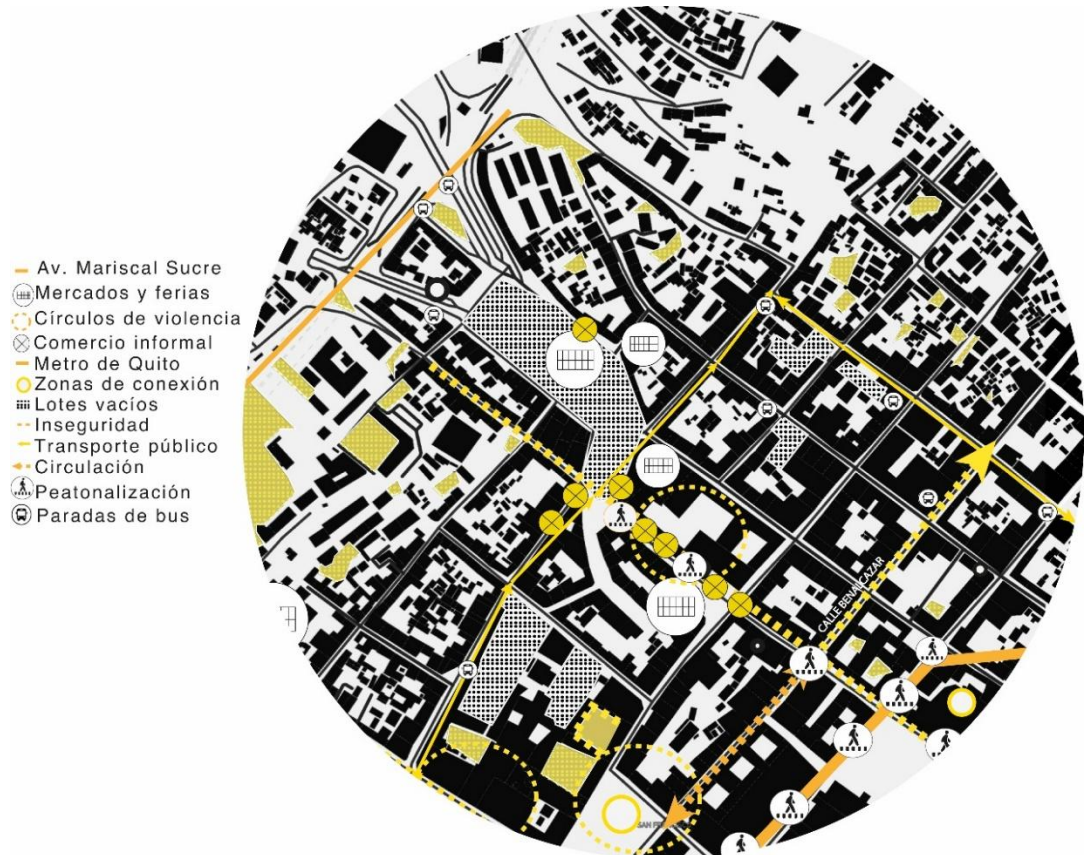 Av. Mariscal Sucre
Mercados y ferias
Círculos de violencia
Comercio informal
Metro de Quito
Zonas de conexión
Lotes vacíos
Inseguridad
Transporte público
Circulación
Peatonalización
Paradas de bus
CALLE BENALCAZAR
SAN